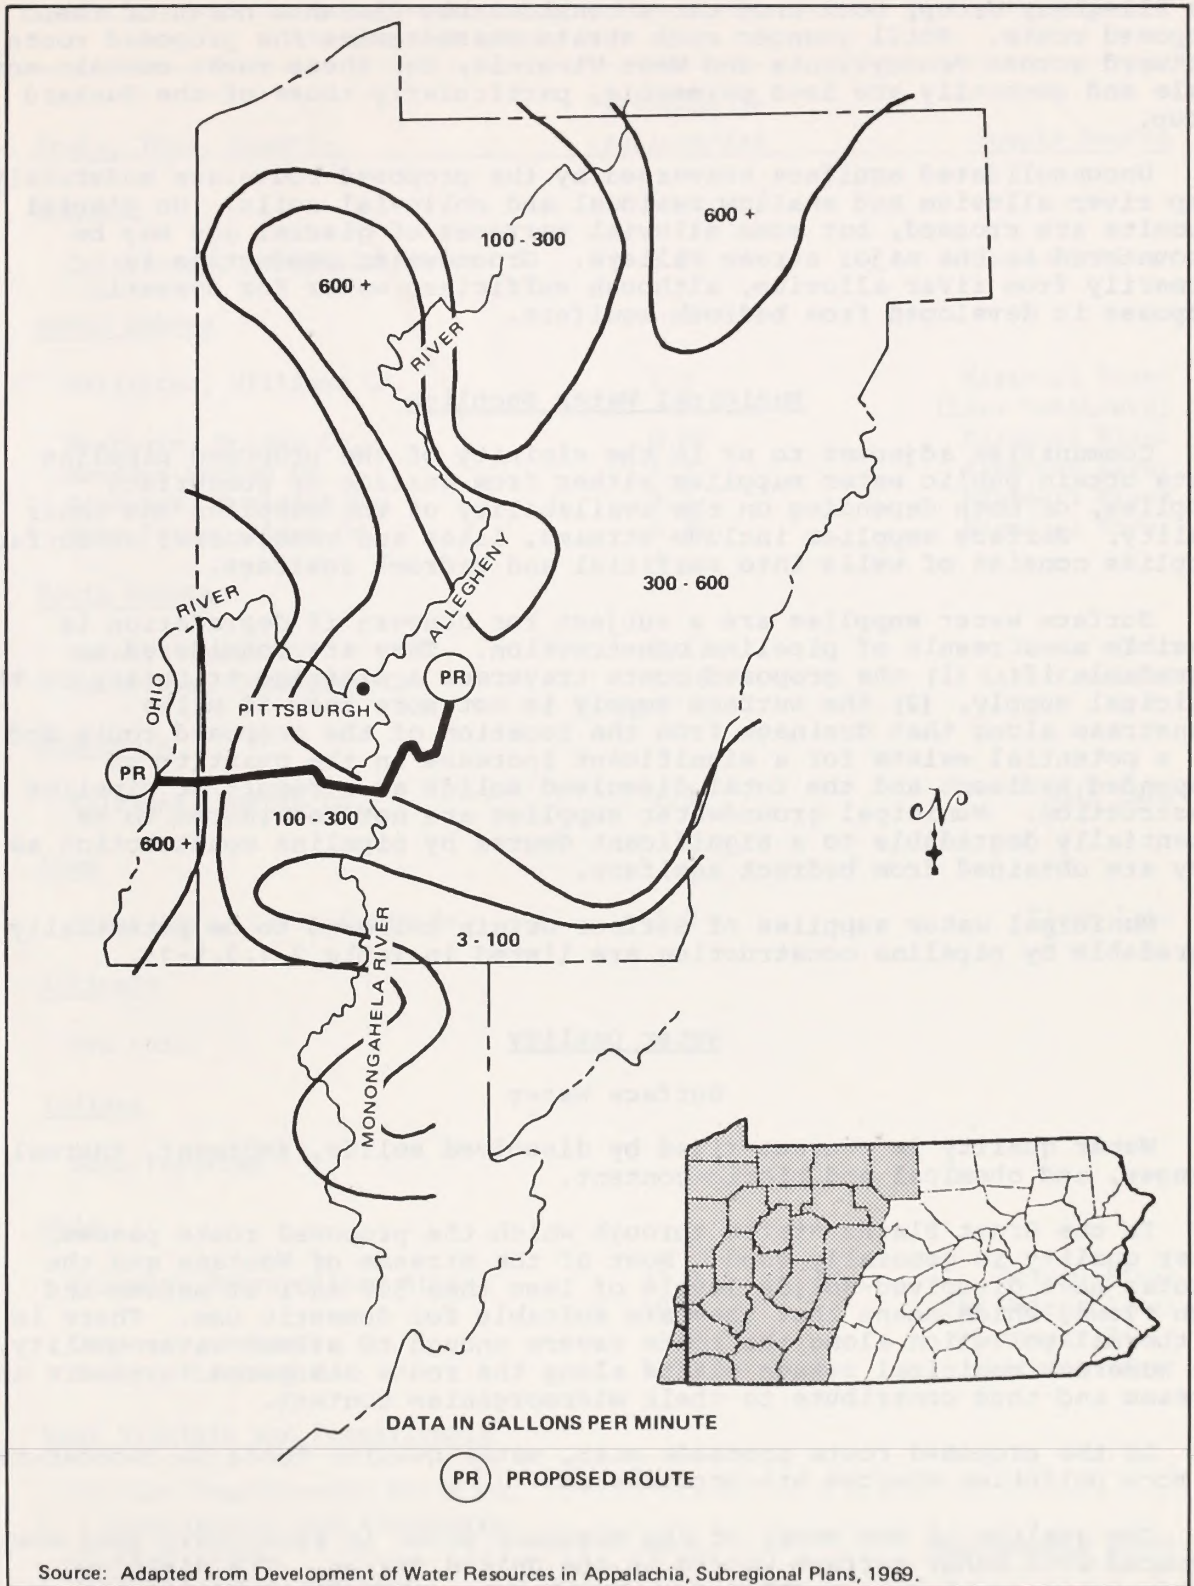 600 +
100 - 300
600 +
RIVER
ALLEGHENY
300 - 600
RIVER
OHIO
PR
PITTSBURGH
PR
100 - 300
600 +
3 - 100
MONONGAHELA RIVER
N
DATA IN GALLONS PER MINUTE
PR PROPOSED ROUTE
Source: Adapted from Development of Water Resources in Appalachia, Subregional Plans, 1969.